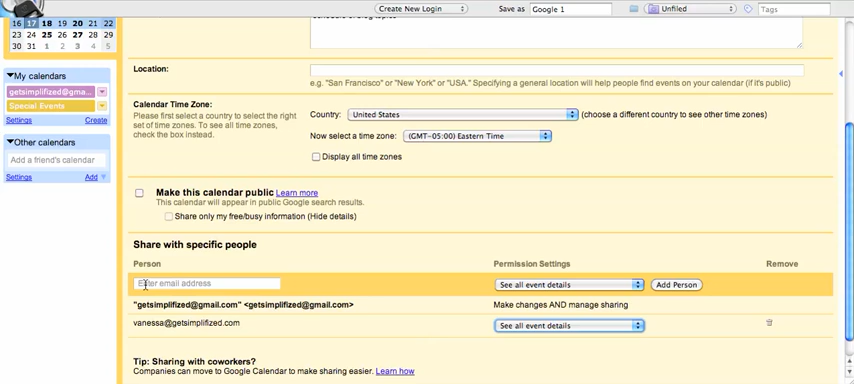 Create New Login
Save as
Google 1
Unfiled
Tags
16 17 18 19 20 21 22
23 24 25 26 27 28 29
30 31 1 2 3 4 5
My calendars
getsimplifized@gma...
Special Events
Settings
Create
Other calendars
Add a friend's calendar
Settings
Add
Location:
e.g. "San Francisco" or "New York" or "USA." Specifying a general location will help people find events on your calendar (if it's public)
Calendar Time Zone:
Please first select a country to select the right
set of time zones. To see all time zones,
check the box instead.
Country:
United States
(choose a different country to see other time zones)
Now select a time zone:
(GMT-05:00) Eastern Time
Display all time zones
Make this calendar public Learn more
This calendar will appear in public Google search results.
Share only my free/busy information (Hide details)
Share with specific people
Person
Permission Settings
Remove
Enter email address
See all event details
Add Person
"getsimplifized@gmail.com" <getsimplifized@gmail.com>
Make changes AND manage sharing
vanessa@getsimplifized.com
See all event details
Tip: Sharing with coworkers?
Companies can move to Google Calendar to make sharing easier. Learn how